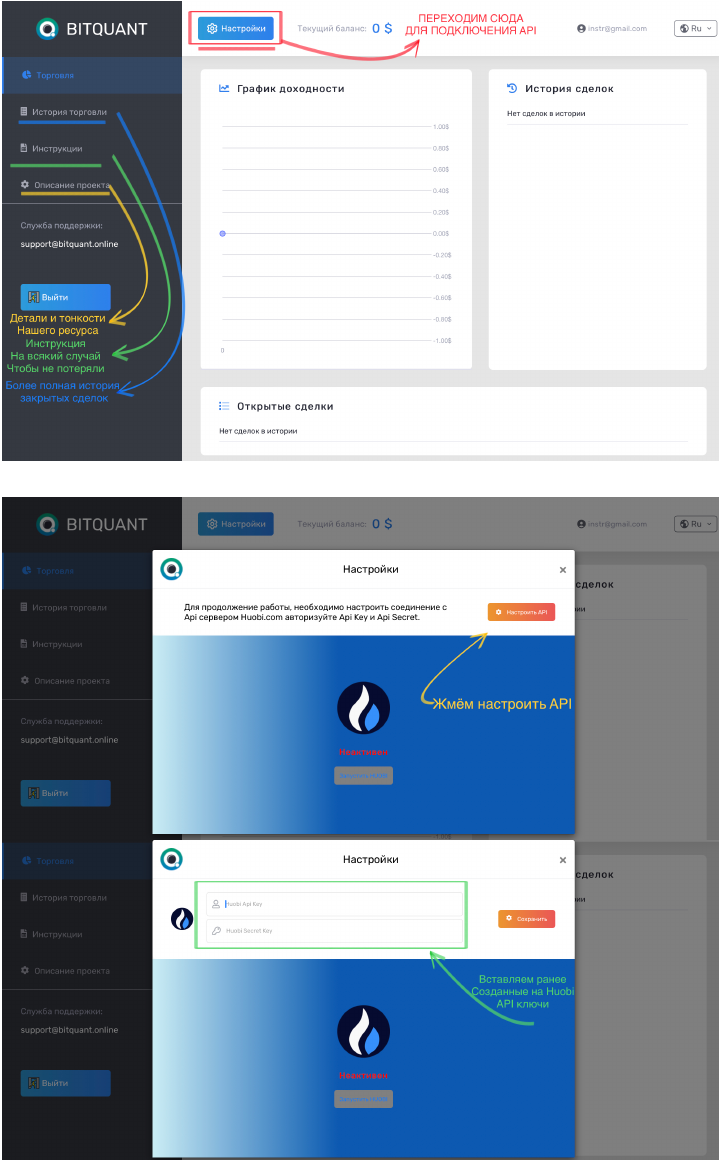 BITQUANT
Настройки
Текущий баланс: 0 $
ПЕРЕХОДИМ СЮДА
ДЛЯ ПОДКЛЮЧЕНИЯ API
instr@gmail.com
Ru
Торговля
История торговли
Инструкции
Описание проекта
Служба поддержки:
support@bitquant.online
Выйти
Детали и тонкости
Нашего ресурса
Инструкция
На всякий случай
Чтобы не потеряли
Более полная история
закрытых сделок
График доходности
1.00$
0.80$
0.60$
0.40$
0.20$
0.00$
-0.20$
-0.40$
-0.60$
-0.80$
-1.00$
0
История сделок
Нет сделок в истории
Открытые сделки
Нет сделок в истории
BITQUANT
Настройки
Текущий баланс: 0 $
instr@gmail.com
Ru
Торговля
История торговли
Инструкции
Описание проекта
Служба поддержки:
support@bitquant.online
Выйти
сделок
ии
Настройки
×
Для продолжение работы, необходимо настроить соединение с
Api сервером Huobi.com авторизуйте Api Key и Api Secret.
Настроить API
Жмём настроить API
Неактивен
-1.00$
Торговля
История торговли
Инструкции
Описание проекта
Служба поддержки:
support@bitquant.online
Выйти
сделок
ии
Настройки
×
Huobi Api Key
Huobi Secret Key
Сохранить
Вставляем ранее
Созданные на Huobi
API ключи
Неактивен